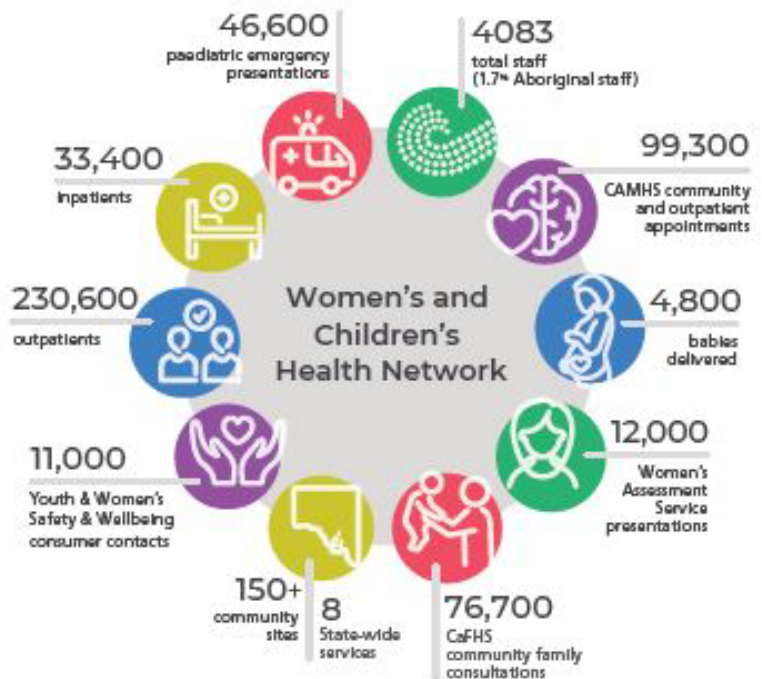 46,600
paediatric emergency
presentations
4083
total staff
(1.7% Aboriginal staff)
99,300
CAMHS community
and outpatient
appointments
4,800
babies
delivered
12,000
Women's
Assessment
Service
presentations
76,700
CaFHS
community family
consultations
8
State-wide
services
150+
community
sites
11,000
Youth & Women's
Safety & Wellbeing
consumer contacts
230,600
outpatients
33,400
inpatients
Women's and
Children's
Health Network